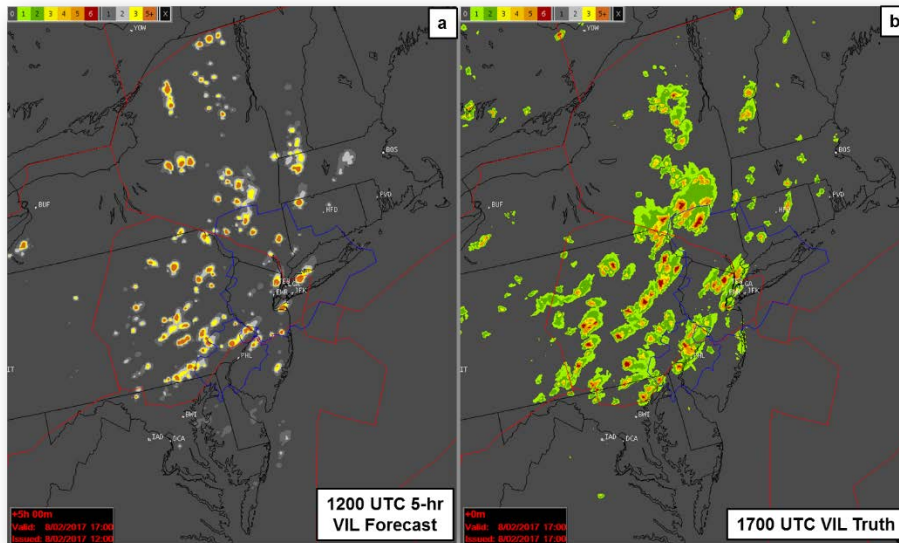 0 1 2 3 4 5 6 1 2 3 5+ X
a
YOW
BOS
PVD
HFD
BUF
LGA
EWR JFK
PHL
IT
BWI
IAD DCA
+5h 00m
Valid: 8/02/2017 17:00
Issued: 8/02/2017 12:00
1200 UTC 5-hr
VIL Forecast
0 1 2 3 4 5 6 1 2 3 5+ X
b
YOW
BOS
PVD
BUF
LGA
JFK
IT
BWI
IAD DCA
+0m
Valid: 8/02/2017 17:00
Issued: 8/02/2017 17:00
1700 UTC VIL Truth